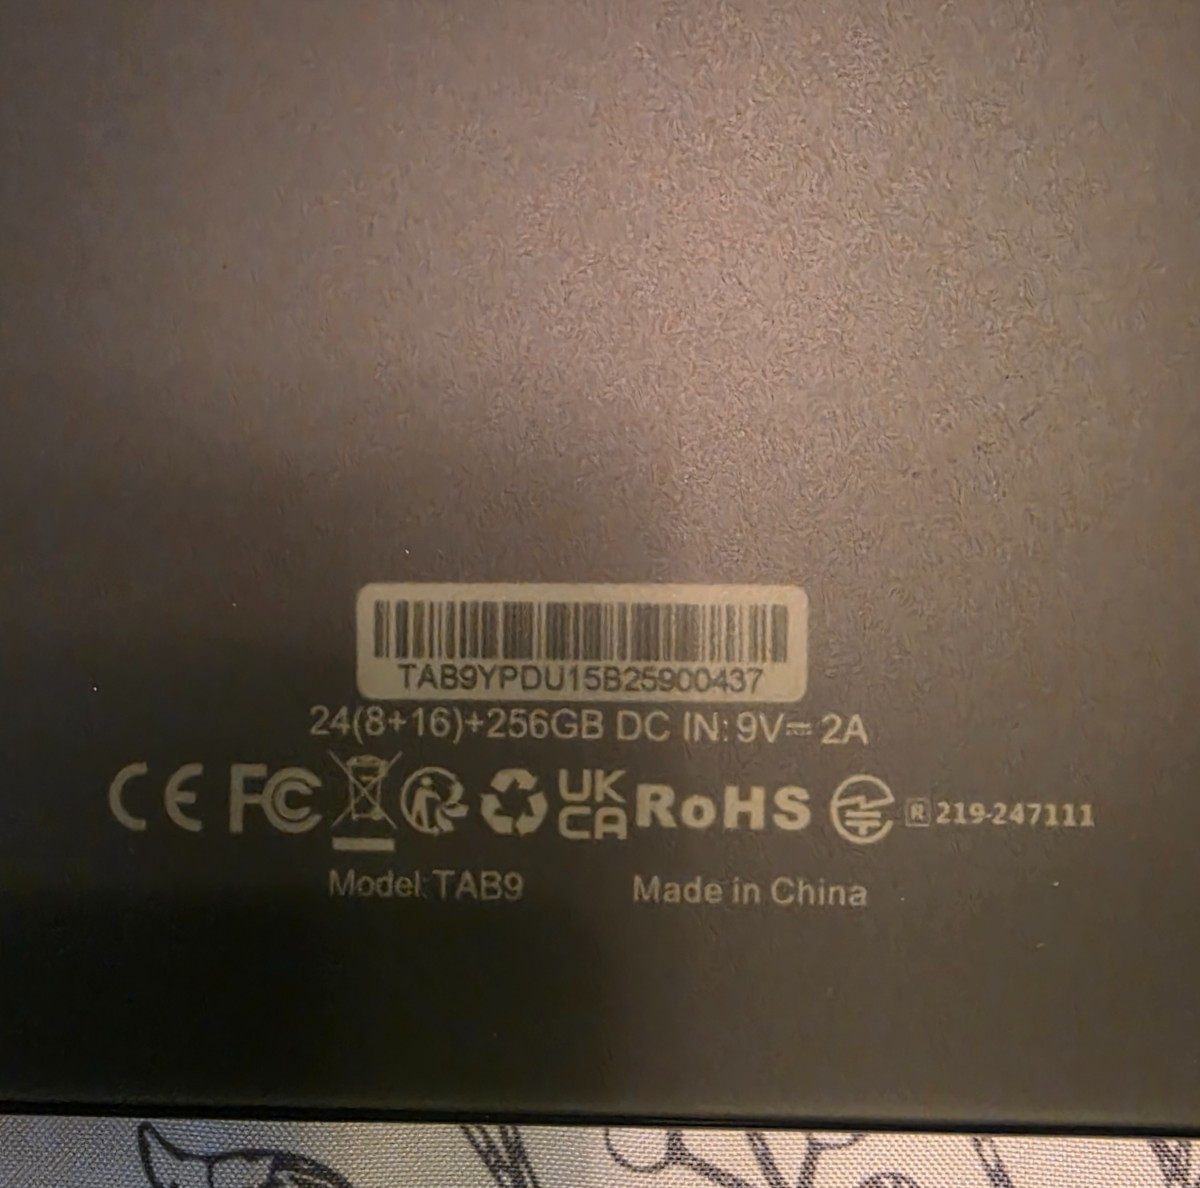 TAB9YPDU15B25900437
24(8+16)+256GB DC IN: 9V⎓2A
CE FC UK CA RoHS R 219-247111
Model: TAB9 Made in China